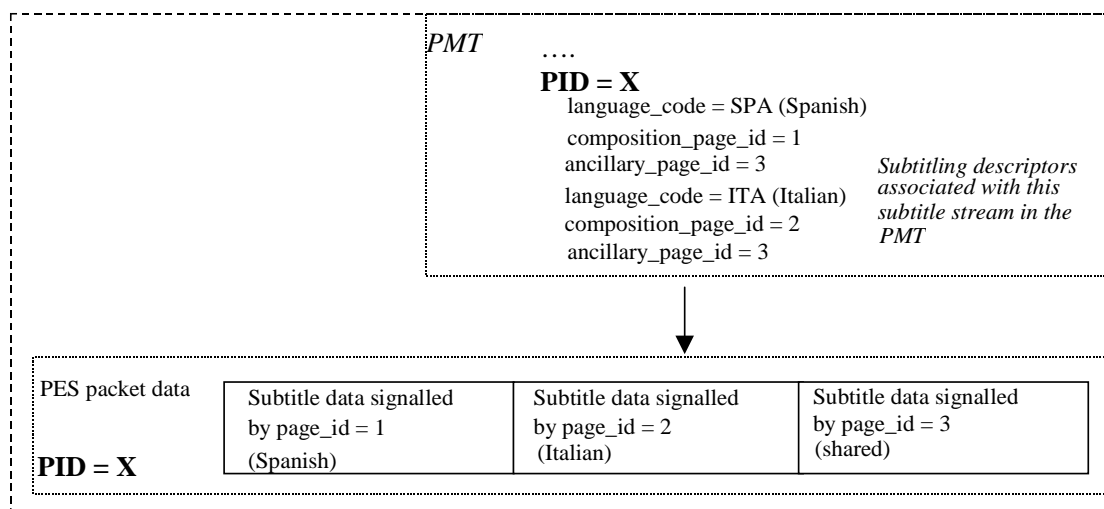 PMT
….
PID = X
language_code = SPA (Spanish)
composition_page_id = 1
ancillary_page_id = 3
language_code = ITA (Italian)
composition_page_id = 2
ancillary_page_id = 3
Subtitling descriptors
associated with this
subtitle stream in the
PMT
PES packet data
PID = X
Subtitle data signalled
by page_id = 1
(Spanish)
Subtitle data signalled
by page_id = 2
(Italian)
Subtitle data signalled
by page_id = 3
(shared)